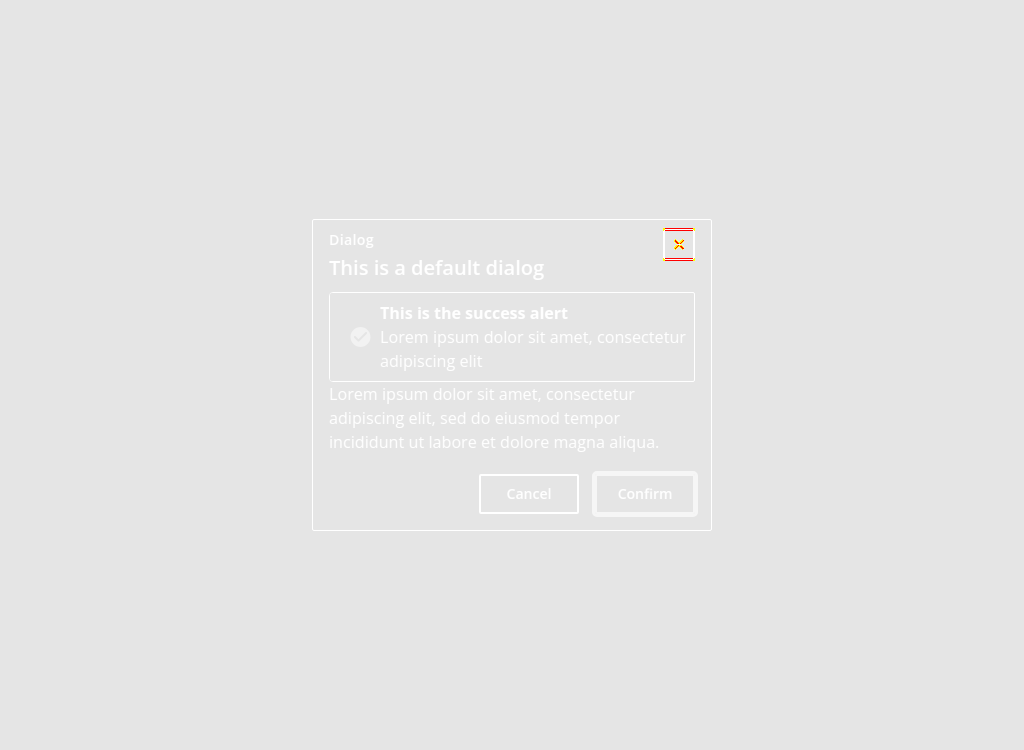 Dialog
This is a default dialog
This is the success alert
Lorem ipsum dolor sit amet, consectetur
adipiscing elit
Lorem ipsum dolor sit amet, consectetur
adipiscing elit, sed do eiusmod tempor
incididunt ut labore et dolore magna aliqua.
Cancel
Confirm